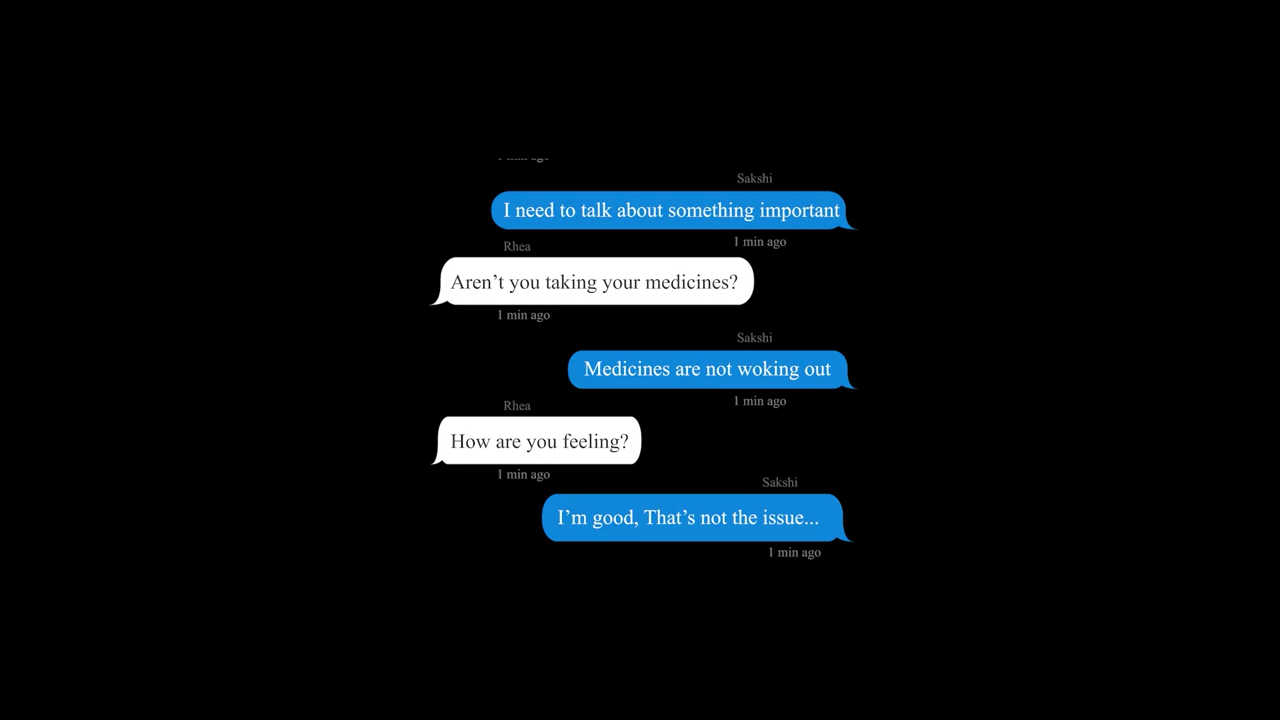 Sakshi
I need to talk about something important
1 min ago
Rhea
Aren’t you taking your medicines?
1 min ago
Sakshi
Medicines are not woking out
1 min ago
Rhea
How are you feeling?
1 min ago
Sakshi
I’m good, That’s not the issue...
1 min ago